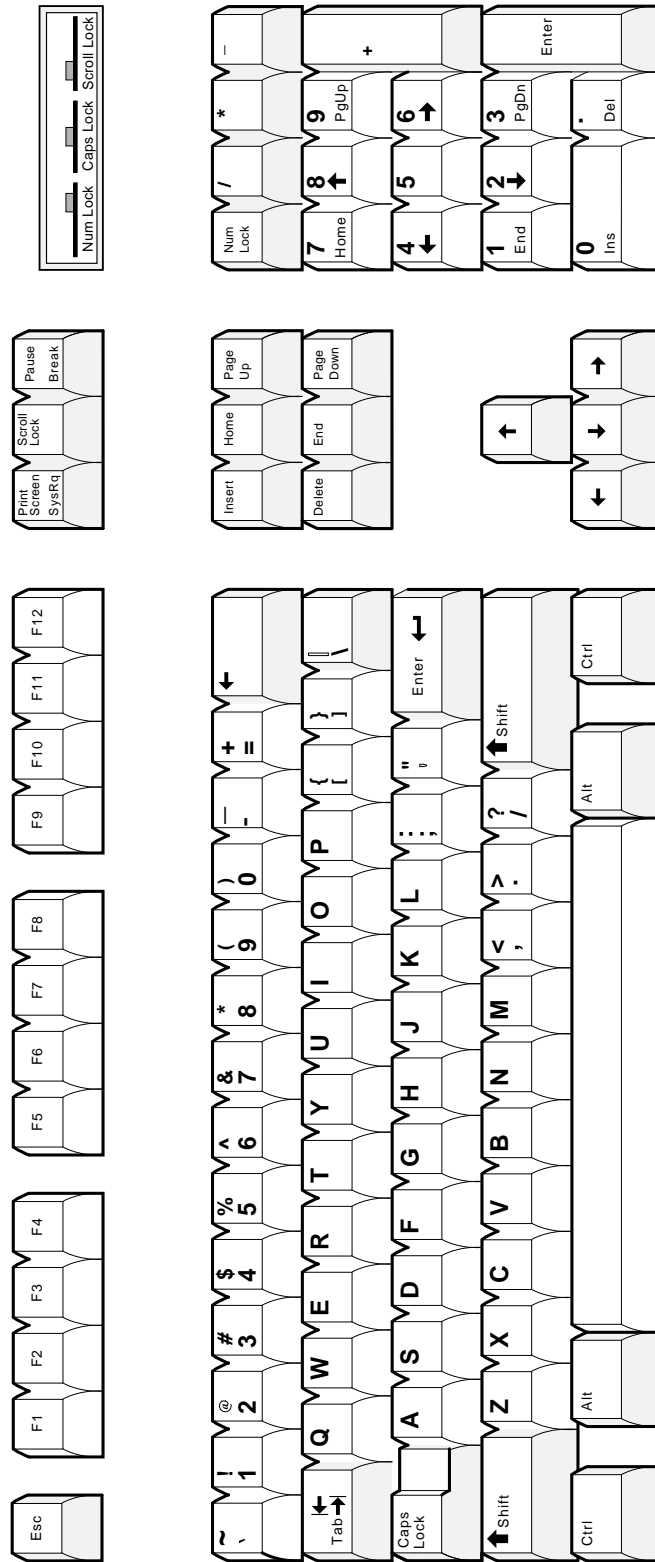 Esc
F1 F2 F3 F4
F5 F6 F7 F8
F9 F10 F11 F12
Print Screen SysRq
Scroll Lock
Pause Break
Num Lock Caps Lock Scroll Lock
~ `
! 1
@ 2
# 3
$ 4
% 5
^ 6
& 7
* 8
( 9
) 0
_ -
+ =
←
Insert
Home
Page Up
Num Lock
/
*
–
Tab
Q W E R T Y U I O P
{ [
} ]
| \
Delete
End
Page Down
7 Home
8 ↑
9 PgUp
+
Caps Lock
A S D F G H J K L
: ;
" '
Enter ↵
4 ←
5
6 →
⬆ Shift
Z X C V B N M
< ,
> .
? /
⬆ Shift
↑
1 End
2 ↓
3 PgDn
Enter
Ctrl
Alt
Alt
Ctrl
← ↓ →
0 Ins
. Del